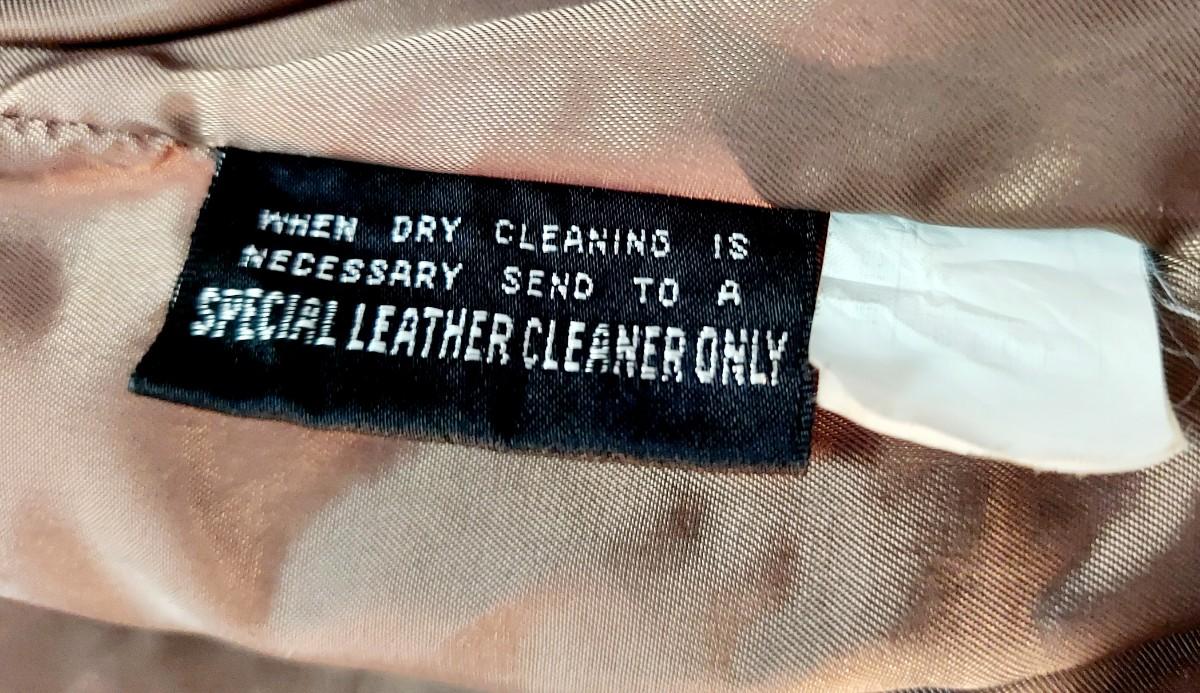 WHEN DRY CLEANING IS
NECESSARY SEND TO A
SPECIAL LEATHER CLEANER ONLY